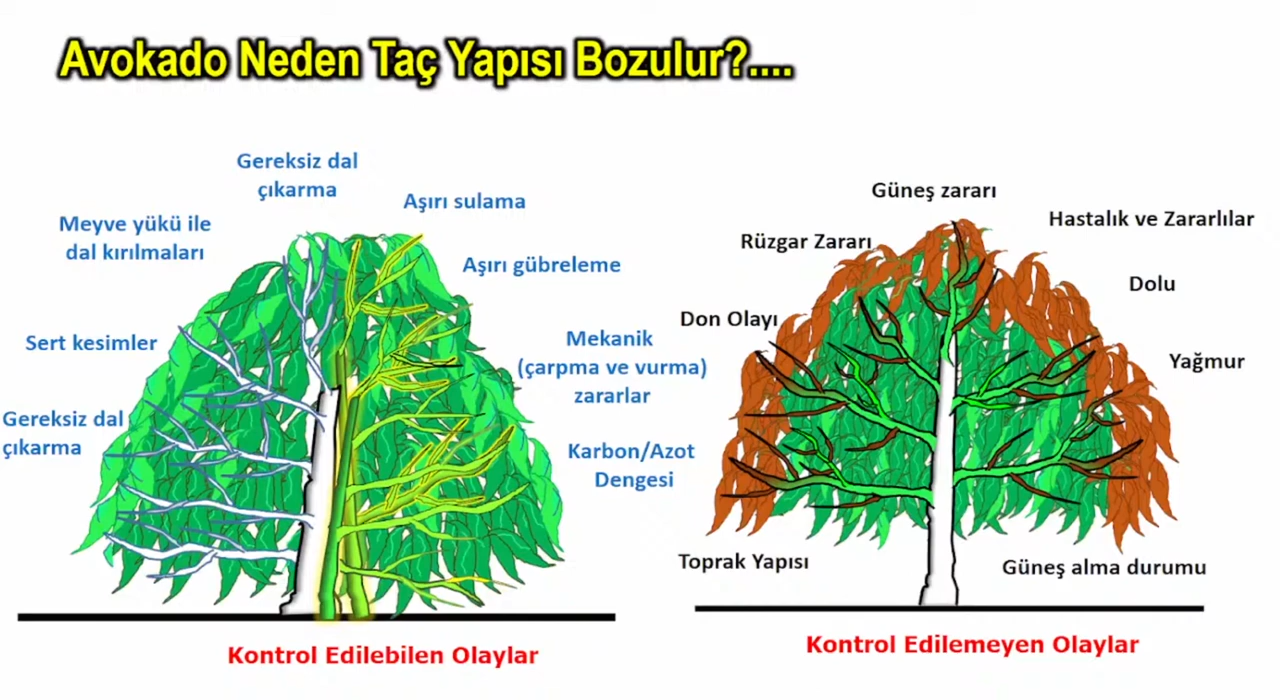 Avokado Neden Taç Yapısı Bozulur?....
Gereksiz dal
çıkarma
Aşırı sulama
Meyve yükü ile
dal kırılmaları
Aşırı gübreleme
Sert kesimler
Mekanik
(çarpma ve vurma)
zararlar
Gereksiz dal
çıkarma
Karbon/Azot
Dengesi
Kontrol Edilebilen Olaylar
Güneş zararı
Hastalık ve Zararlılar
Rüzgar Zararı
Dolu
Don Olayı
Yağmur
Toprak Yapısı
Güneş alma durumu
Kontrol Edilemeyen Olaylar